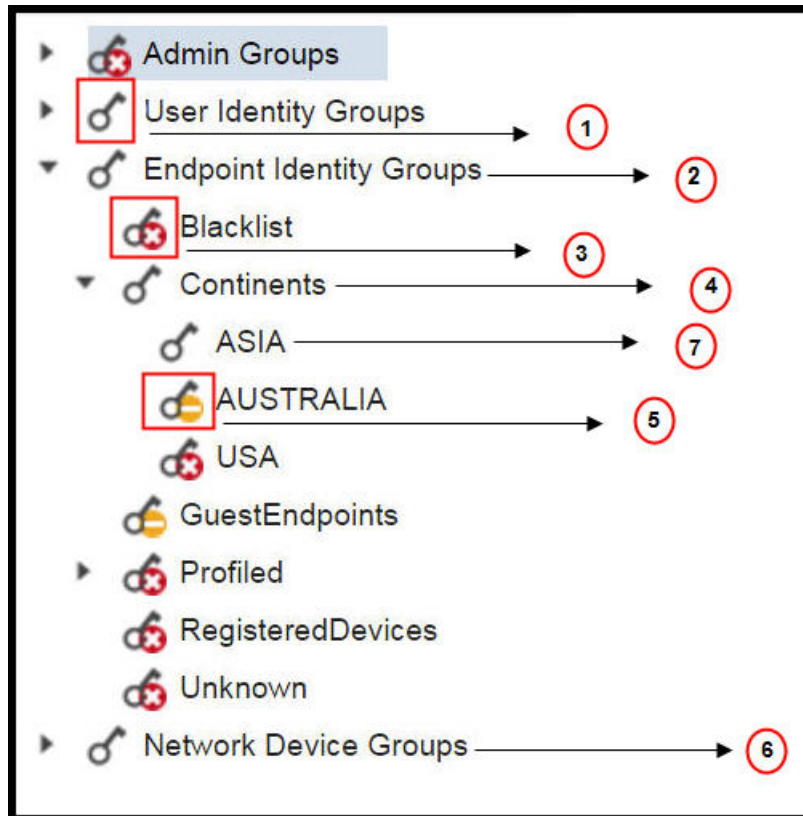 Admin Groups
User Identity Groups
1
Endpoint Identity Groups
2
Blacklist
3
Continents
4
ASIA
7
AUSTRALIA
5
USA
GuestEndpoints
Profiled
RegisteredDevices
Unknown
Network Device Groups
6